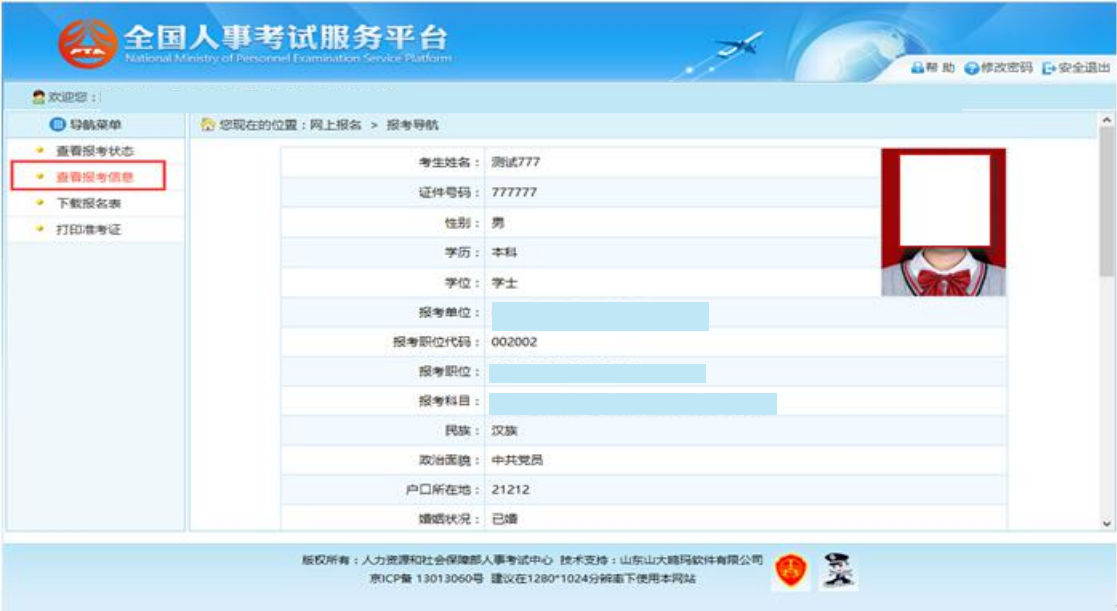 全国人事考试服务平台
National Ministry of Personnel Examination Service Platform
帮 助 修改密码 安全退出
欢迎您：
导航菜单
查看报考状态
查看报考信息
下载报名表
打印准考证
您现在的位置：网上报名 > 报考导航
考生姓名： 测试777
证件号码： 777777
性别： 男
学历： 本科
学位： 学士
报考单位：
报考职位代码： 002002
报考职位：
报考科目：
民族： 汉族
政治面貌： 中共党员
户口所在地： 21212
婚姻状况： 已婚
版权所有：人力资源和社会保障部人事考试中心 技术支持：山东山大鸥玛软件有限公司
京ICP备 13013060号 建议在1280*1024分辨率下使用本网站